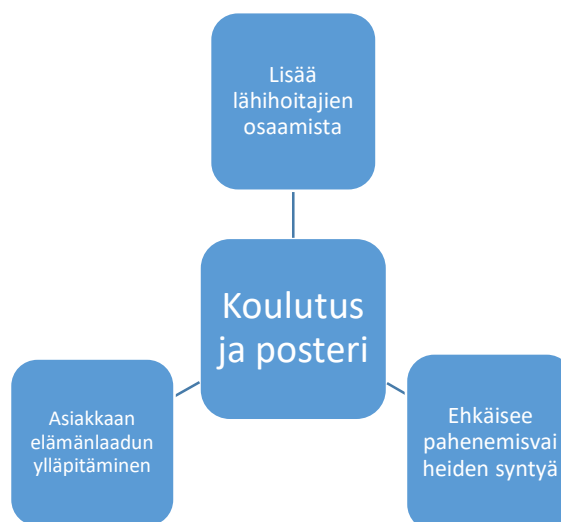 Lisää
lähihoitajien
osaamista
Koulutus
ja posteri
Asiakkaan
elämänlaadun
ylläpitäminen
Ehkäisee
pahenemisvai
heiden syntyä